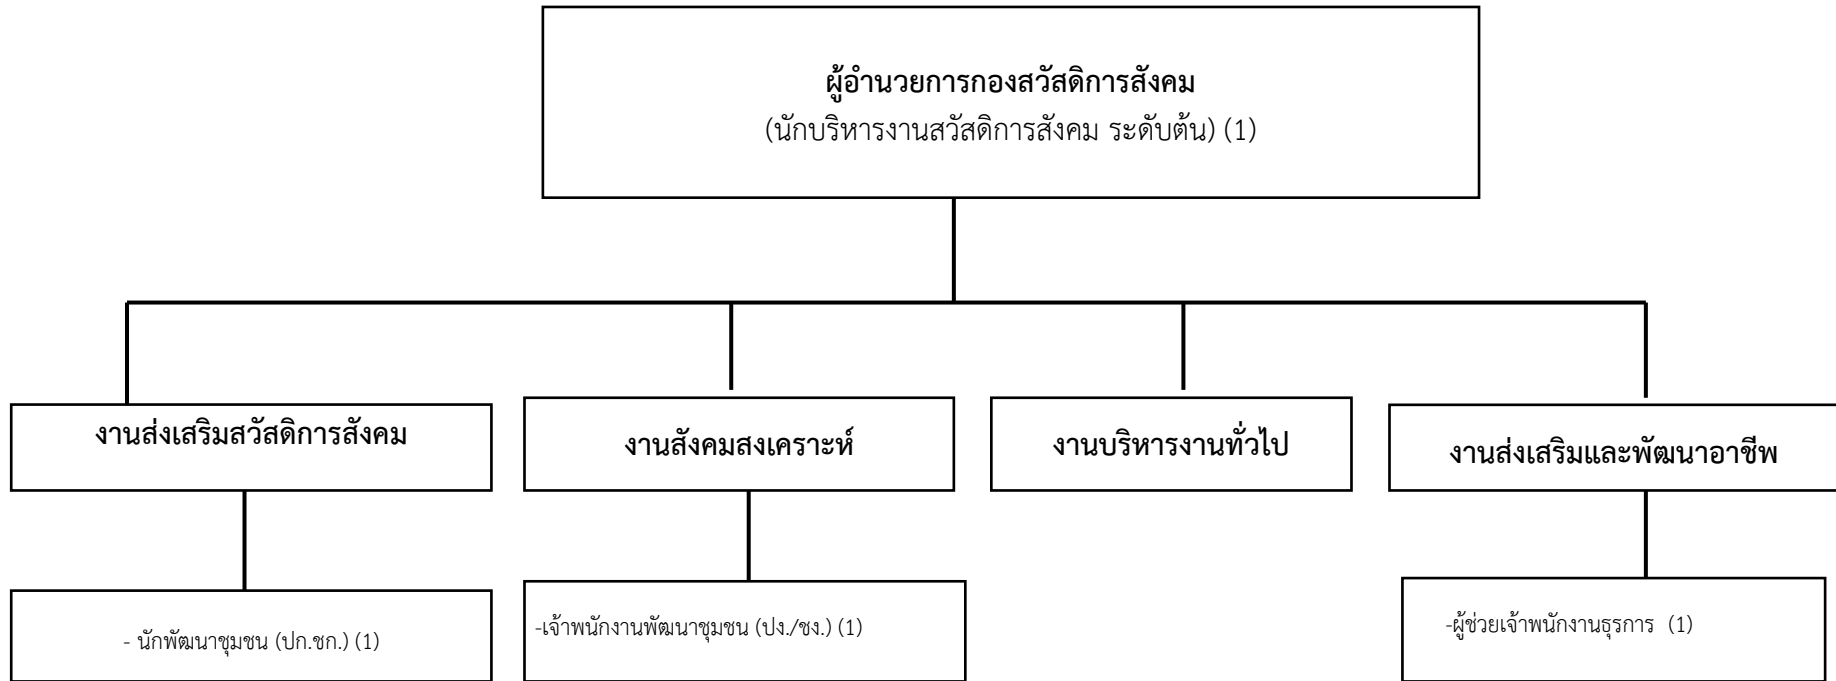 ผู้อำนวยการกองสวัสดิการสังคม
(นักบริหารงานสวัสดิการสังคม ระดับต้น) (1)
งานส่งเสริมสวัสดิการสังคม
งานสังคมสงเคราะห์
งานบริหารงานทั่วไป
งานส่งเสริมและพัฒนาอาชีพ
- นักพัฒนาชุมชน (ปก.ชก.) (1)
-เจ้าพนักงานพัฒนาชุมชน (ปง./ชง.) (1)
-ผู้ช่วยเจ้าพนักงานธุรการ (1)